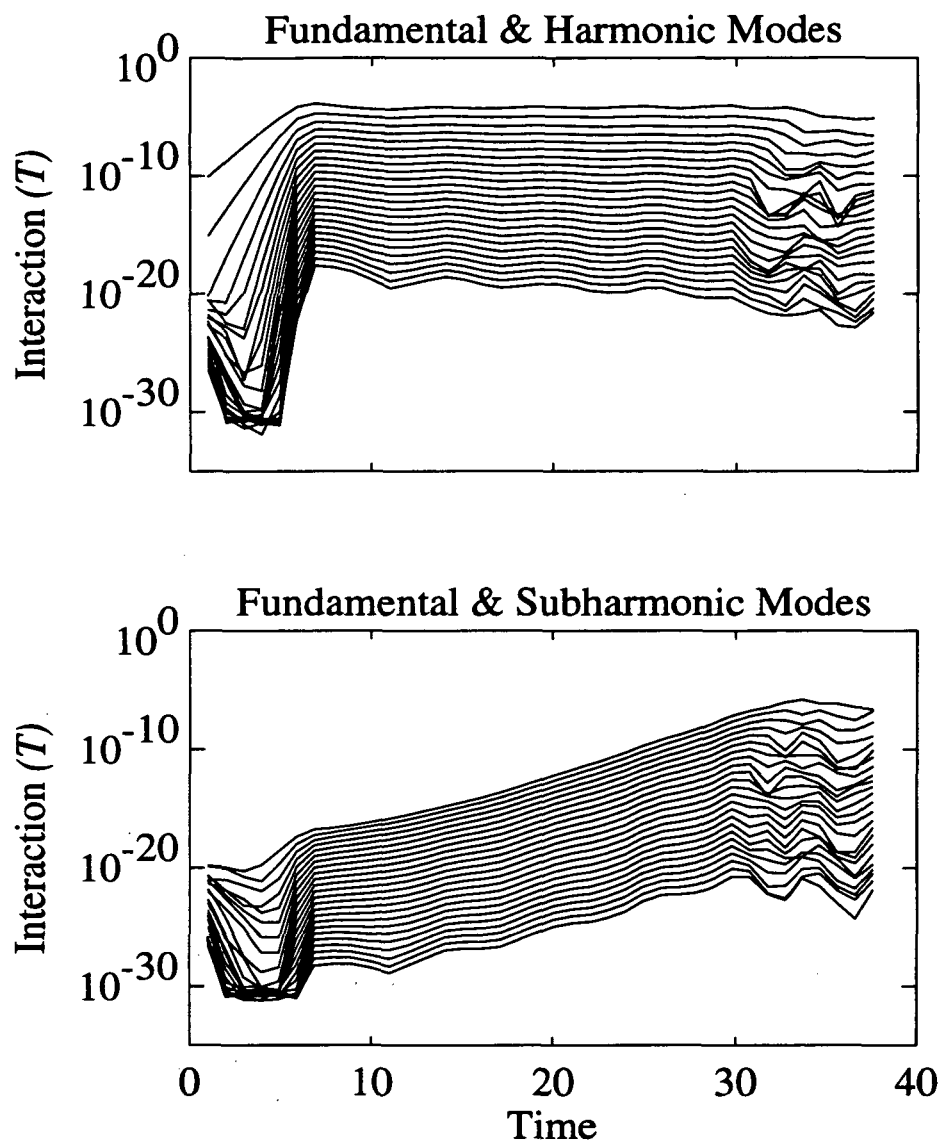 Fundamental & Harmonic Modes
10^0
10^-10
10^-20
10^-30
Interaction (T)
Fundamental & Subharmonic Modes
10^0
10^-10
10^-20
10^-30
Interaction (T)
0 10 20 30 40
Time